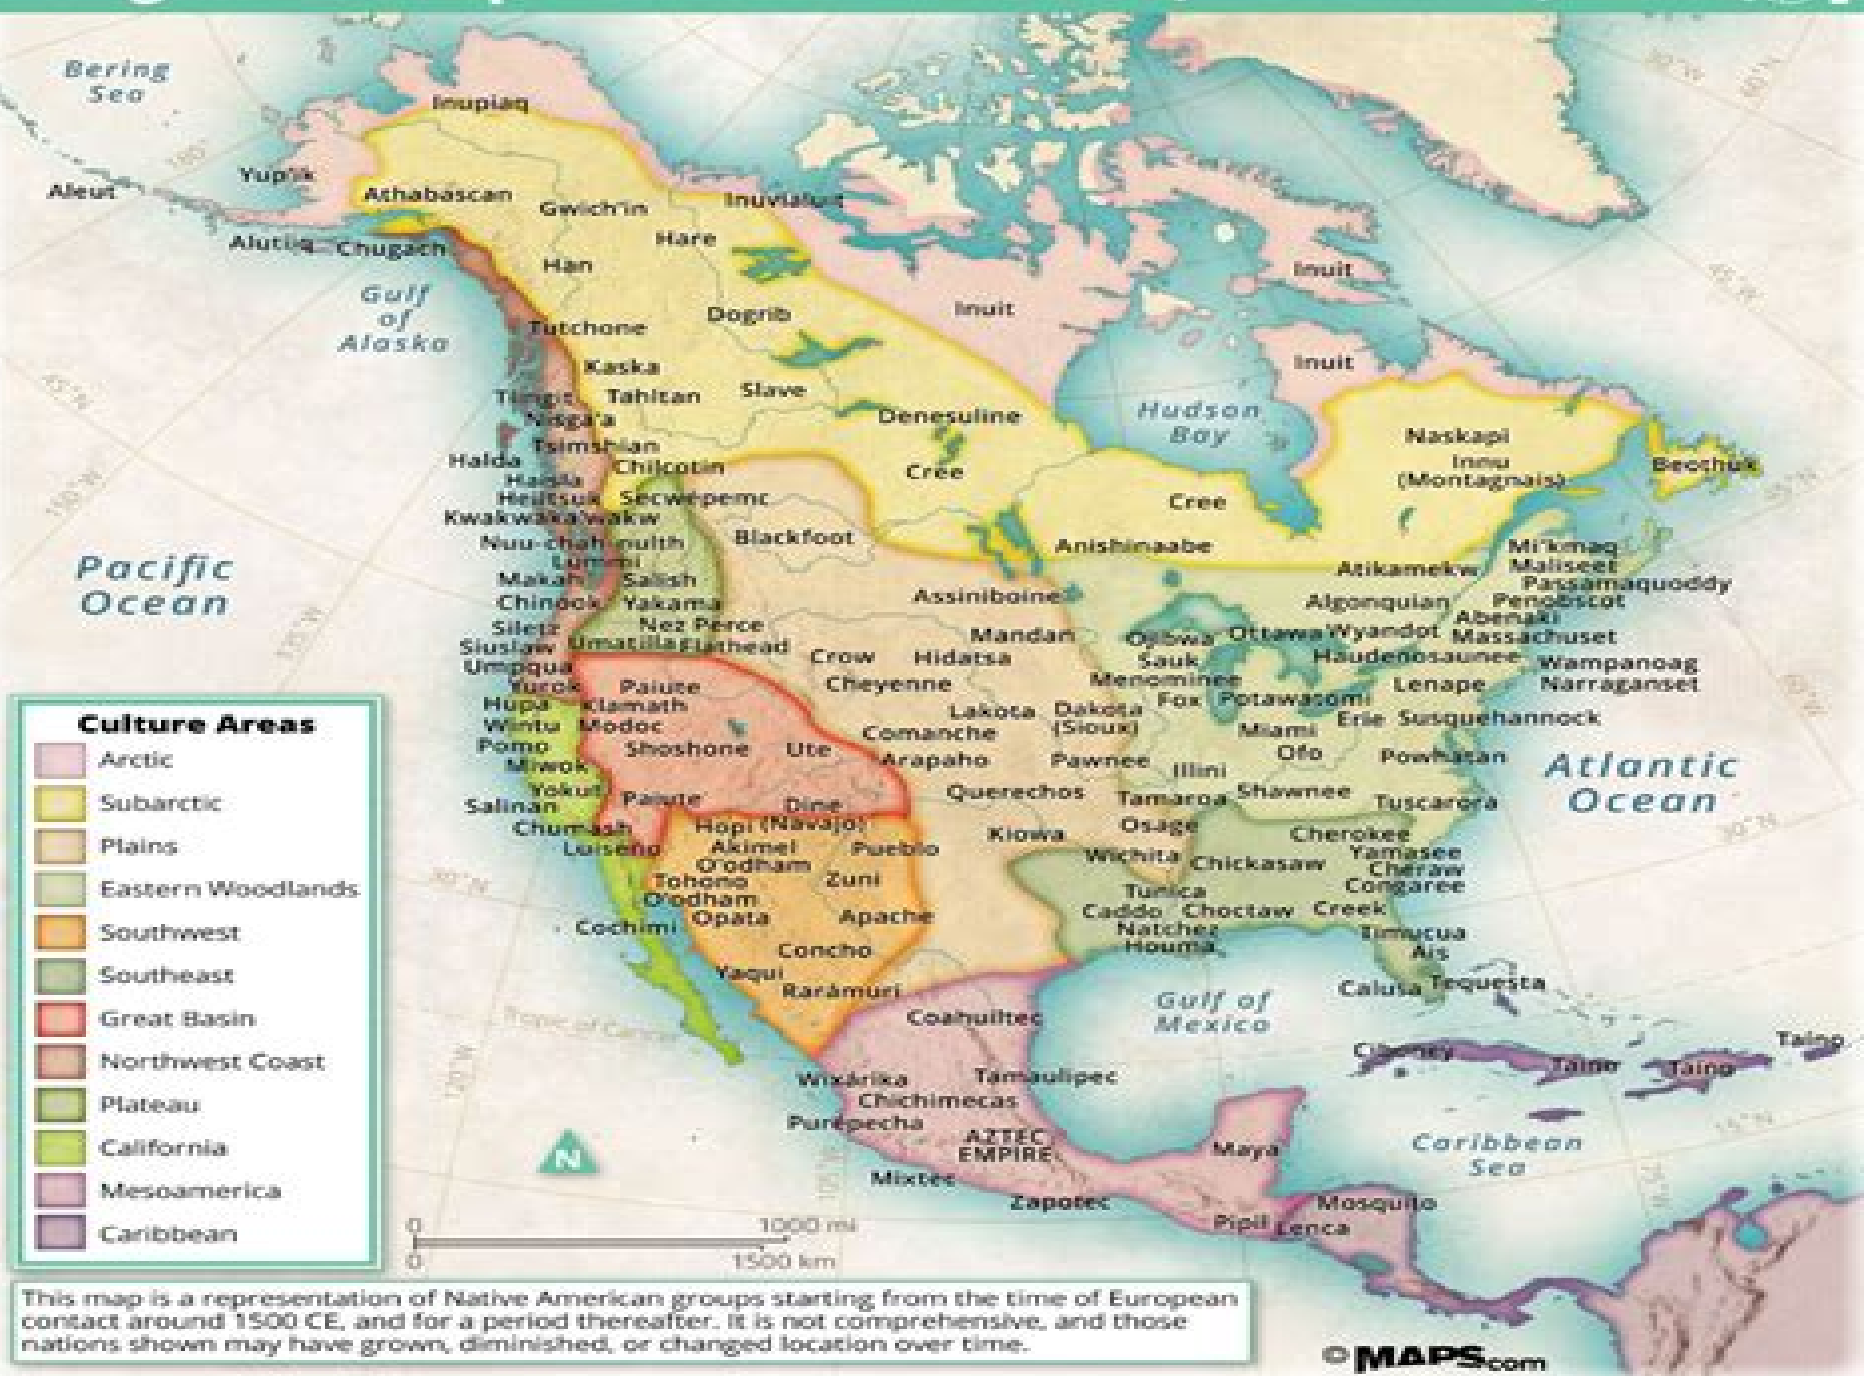 Bering
Sea
Inupiaq
Yup'ik
Aleut
Athabascan
Gwich'in
Inuvialuit
Alutiiq
Chugach
Hare
Han
Inuit
Gulf
of
Alaska
Dogrib
Inuit
Tutchone
Kaska
Inuit
Tahltan
Slave
Tlingit
Nisga'a
Denesuline
Hudson
Bay
Tsimshian
Naskapi
Innu
(Montagnais)
Haida
Chilcotin
Cree
Beothuk
Haisla
Heiltsuk
Secwepemc
Cree
Kwakwaka'wakw
Nuu-chah-nulth
Blackfoot
Anishinaabe
Mi'kmaq
Lummi
Atikamekw
Maliseet
Pacific
Ocean
Makah
Salish
Passamaquoddy
Chinook
Yakama
Assiniboine
Algonquian
Penobscot
Abenaki
Siletz
Nez Perce
Mandan
Ojibwa
Ottawa
Wyandot
Massachuset
Siuslaw
Umatilla
Flathead
Crow
Hidatsa
Sauk
Haudenosaunee
Wampanoag
Umpqua
Yurok
Paiute
Cheyenne
Menominee
Lenape
Narraganset
Hupa
Klamath
Lakota
Dakota
(Sioux)
Fox
Potawasomi
Erie
Susquehannock
Wintu
Modoc
Comanche
Miami
Pomo
Shoshone
Ute
Ofo
Powhatan
Miwok
Arapaho
Pawnee
Illini
Atlantic
Ocean
Yokut
Querechos
Tamaroa
Shawnee
Tuscarora
Salinan
Paiute
Dine
(Navajo)
Chumash
Hopi
Kiowa
Osage
Cherokee
Luiseño
Akimel
O'odham
Pueblo
Wichita
Chickasaw
Yamasee
Cheraw
Congaree
Tohono
O'odham
Zuni
Tunica
Cochimi
Opata
Apache
Caddo
Choctaw
Creek
Natchez
Houma
Timucua
Ais
Concho
Yaqui
Rarámuri
Calusa
Tequesta
Gulf of
Mexico
Tropic of Cancer
Coahuiltec
Ciboney
Taino
Taino
Taino
Wixárika
Tamaulipec
Chichimecas
Purépecha
AZTEC
EMPIRE
Maya
Caribbean
Sea
Mixtec
Zapotec
Mosquito
Pipil
Lenca
Culture Areas
Arctic
Subarctic
Plains
Eastern Woodlands
Southwest
Southeast
Great Basin
Northwest Coast
Plateau
California
Mesoamerica
Caribbean
N
0 1000 mi
0 1500 km
This map is a representation of Native American groups starting from the time of European
contact around 1500 CE, and for a period thereafter. It is not comprehensive, and those
nations shown may have grown, diminished, or changed location over time.
© MAPS.com